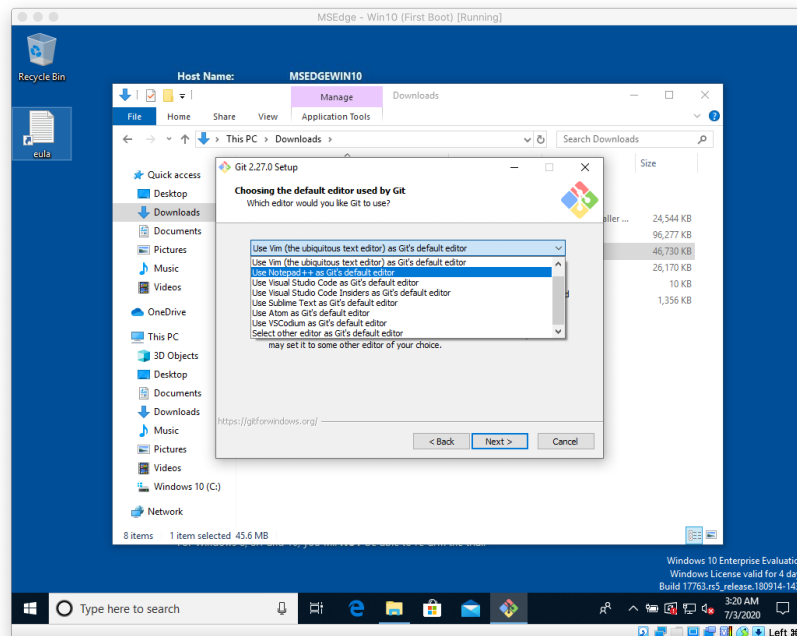 MSEdge - Win10 (First Boot) [Running]
Recycle Bin
eula
Host Name: MSEDGEWIN10
Manage
Downloads
File Home Share View Application Tools
This PC > Downloads >
Search Downloads
Size
Quick access
Desktop
Downloads
Documents
Pictures
Music
Videos
OneDrive
This PC
3D Objects
Desktop
Documents
Downloads
Music
Pictures
Videos
Windows 10 (C:)
Network
24,544 KB
96,277 KB
46,730 KB
26,170 KB
10 KB
1,356 KB
Git 2.27.0 Setup
Choosing the default editor used by Git
Which editor would you like Git to use?
Use Vim (the ubiquitous text editor) as Git's default editor
Use Vim (the ubiquitous text editor) as Git's default editor
Use Notepad++ as Git's default editor
Use Visual Studio Code as Git's default editor
Use Visual Studio Code Insiders as Git's default editor
Use Sublime Text as Git's default editor
Use Atom as Git's default editor
Use VSCodium as Git's default editor
Select other editor as Git's default editor
may set it to some other editor of your choice.
https://gitforwindows.org/
< Back Next > Cancel
8 items 1 item selected 45.6 MB
Windows 10 Enterprise Evaluatio
Windows License valid for 4 da
Build 17763.rs5_release.180914-143
Type here to search
3:20 AM
7/3/2020
Left ⌘